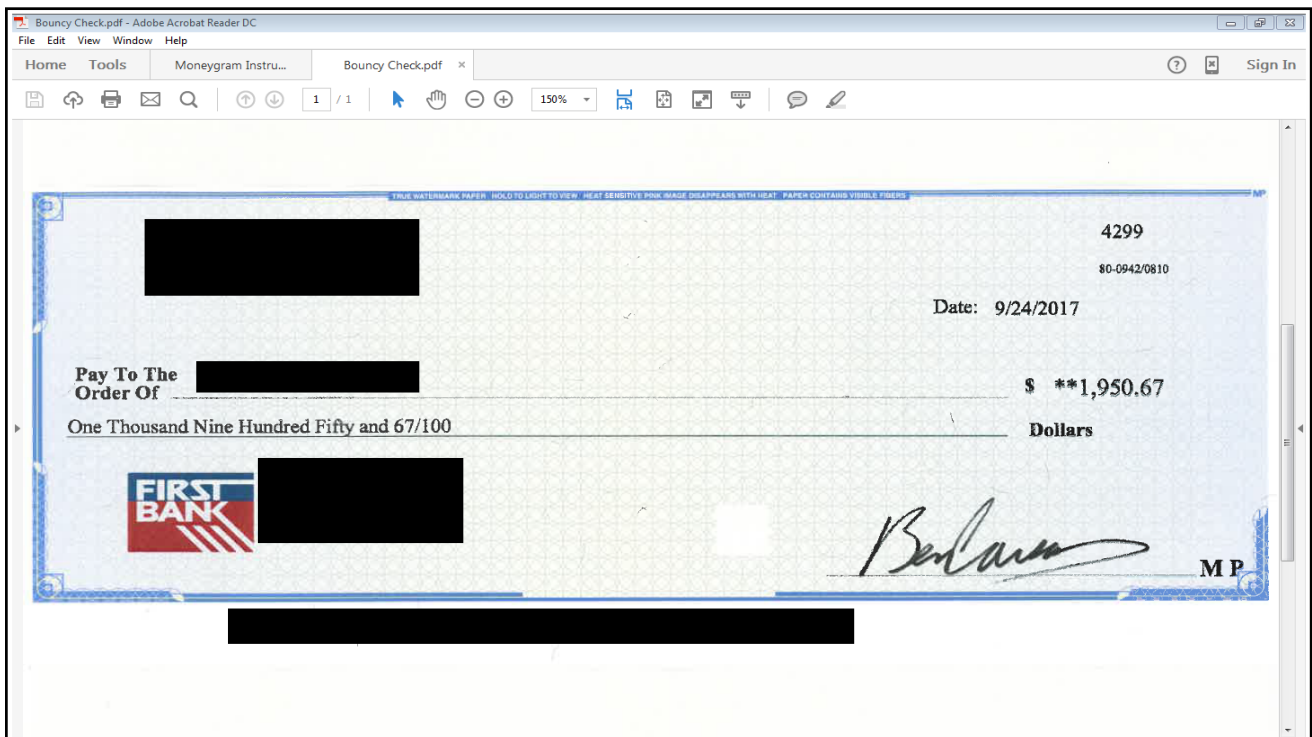 Bouncy Check.pdf - Adobe Acrobat Reader DC
File Edit View Window Help
Home Tools Moneygram Instru... Bouncy Check.pdf × Sign In
1 / 1 150%
TRUE WATERMARK PAPER HOLD TO LIGHT TO VIEW HEAT SENSITIVE PINK IMAGE DISAPPEARS WITH HEAT PAPER CONTAINS VISIBLE FIBERS MP
4299
80-0942/0810
Date: 9/24/2017
Pay To The
Order Of
$ **1,950.67
One Thousand Nine Hundred Fifty and 67/100
Dollars
FIRST
BANK
M P